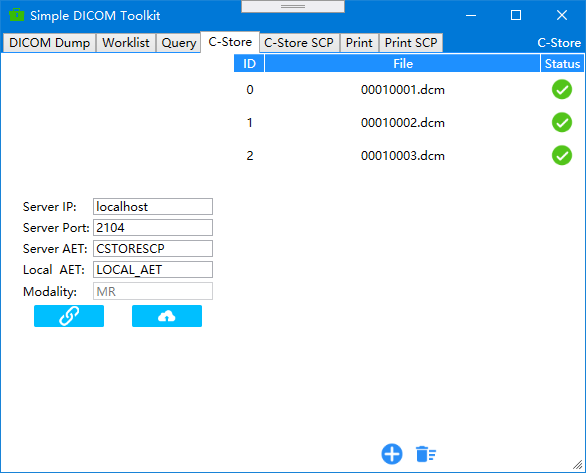 Simple DICOM Toolkit
DICOM Dump Worklist Query C-Store C-Store SCP Print Print SCP C-Store
ID File Status
0 00010001.dcm
1 00010002.dcm
2 00010003.dcm
Server IP: localhost
Server Port: 2104
Server AET: CSTORESCP
Local AET: LOCAL_AET
Modality: MR